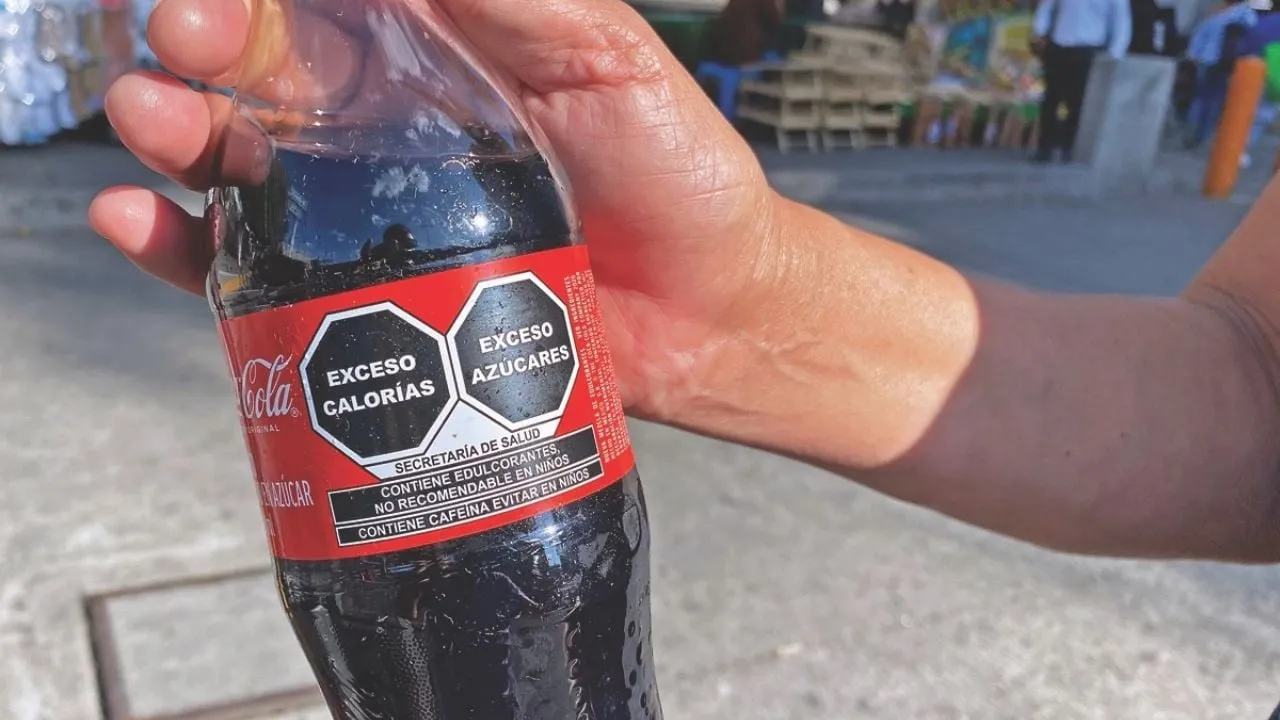 Cola
ORIGINAL
AZÚCAR
EXCESO
CALORÍAS
EXCESO
AZÚCARES
SECRETARÍA DE SALUD
CONTIENE EDULCORANTES,
NO RECOMENDABLE EN NIÑOS
CONTIENE CAFEÍNA EVITAR EN NIÑOS